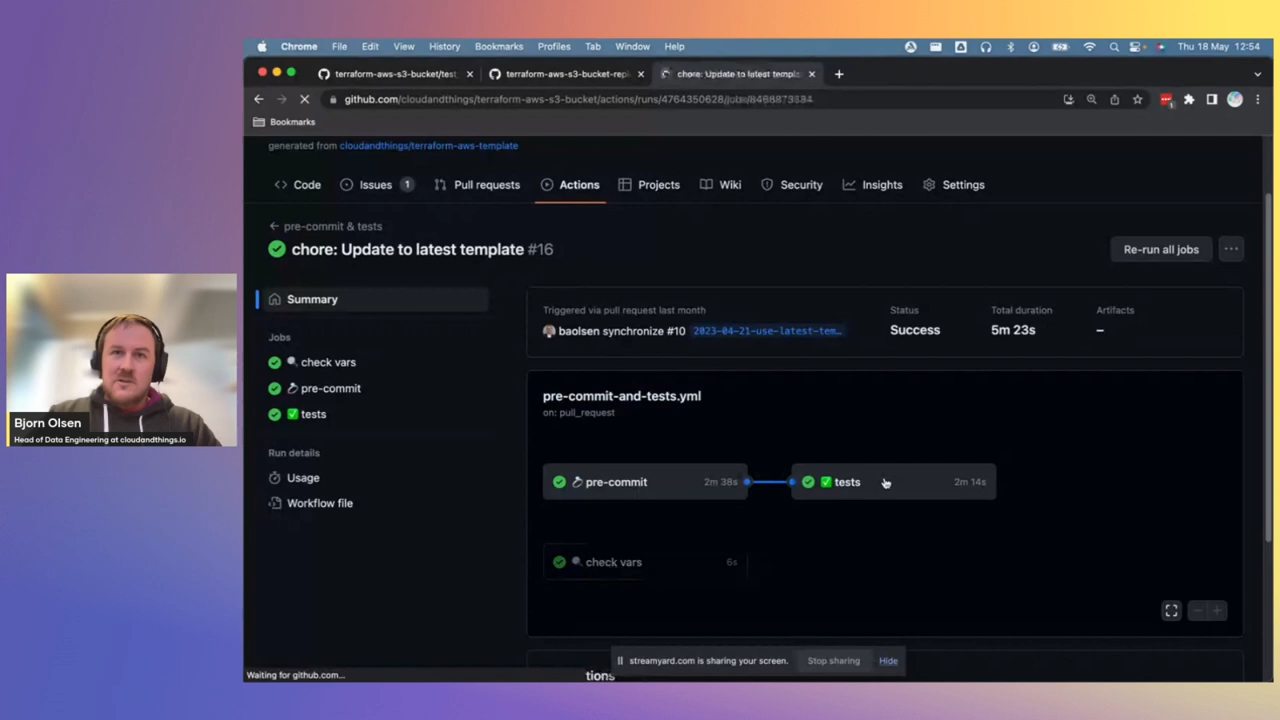 Chrome File Edit View History Bookmarks Profiles Tab Window Help Thu 18 May 12:54
terraform-aws-s3-bucket/test terraform-aws-s3-bucket-repl chore: Update to latest templa
github.com/cloudandthings/terraform-aws-s3-bucket/actions/runs/4764350628/jobs/8468873584
Bookmarks
generated from cloudandthings/terraform-aws-template
Code Issues 1 Pull requests Actions Projects Wiki Security Insights Settings
← pre-commit & tests
chore: Update to latest template #16
Re-run all jobs
Summary
Jobs
check vars
pre-commit
tests
Run details
Usage
Workflow file
Triggered via pull request last month
baolsen synchronize #10 2023-04-21-use-latest-tem…
Status
Success
Total duration
5m 23s
Artifacts
–
pre-commit-and-tests.yml
on: pull_request
pre-commit 2m 38s
tests 2m 14s
check vars 6s
Bjorn Olsen
Head of Data Engineering at cloudandthings.io
streamyard.com is sharing your screen. Stop sharing Hide
Waiting for github.com...
tions